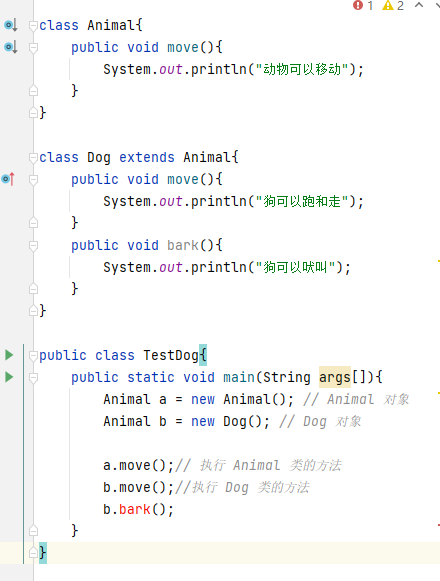 1 2
class Animal{
public void move(){
System.out.println("动物可以移动");
}
}
class Dog extends Animal{
public void move(){
System.out.println("狗可以跑和走");
}
public void bark(){
System.out.println("狗可以吠叫");
}
}
public class TestDog{
public static void main(String args[]){
Animal a = new Animal(); // Animal 对象
Animal b = new Dog(); // Dog 对象
a.move();// 执行 Animal 类的方法
b.move();//执行 Dog 类的方法
b.bark();
}
}